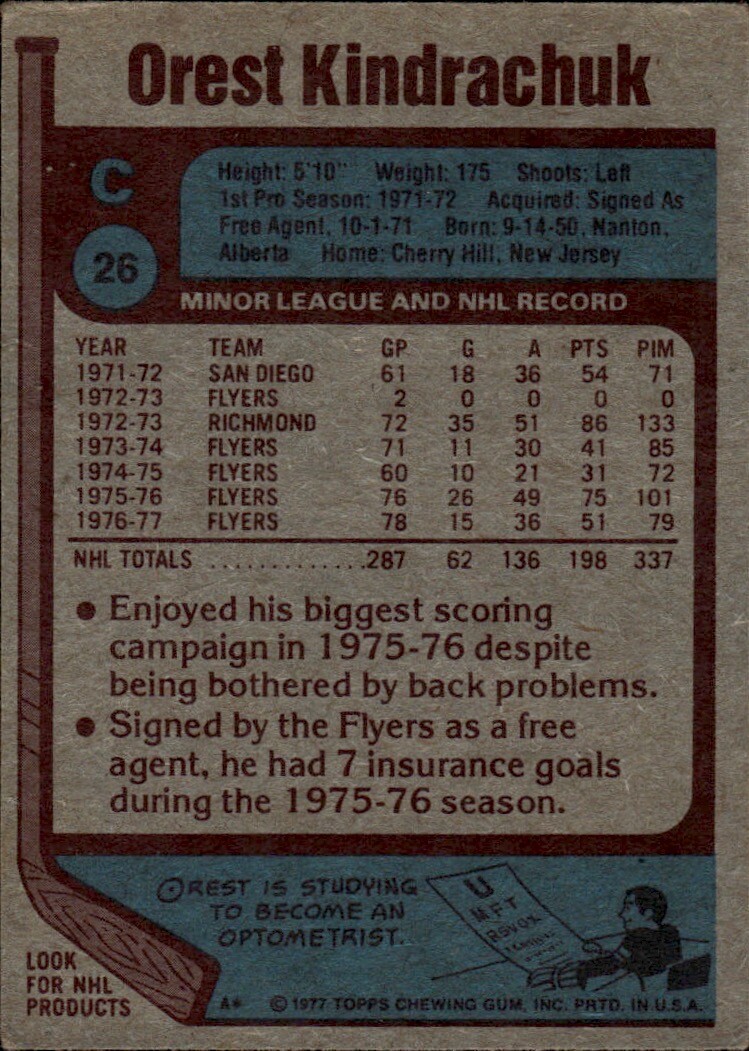 Orest Kindrachuk
C
Height: 5'10" Weight: 175 Shoots: Left
1st Pro Season: 1971-72 Acquired: Signed As
Free Agent, 10-1-71 Born: 9-14-50, Nanton,
Alberta Home: Cherry Hill, New Jersey
26
MINOR LEAGUE AND NHL RECORD
YEAR TEAM GP G A PTS PIM
1971-72 SAN DIEGO 61 18 36 54 71
1972-73 FLYERS 2 0 0 0 0
1972-73 RICHMOND 72 35 51 86 133
1973-74 FLYERS 71 11 30 41 85
1974-75 FLYERS 60 10 21 31 72
1975-76 FLYERS 76 26 49 75 101
1976-77 FLYERS 78 15 36 51 79
NHL TOTALS .............287 62 136 198 337
● Enjoyed his biggest scoring
campaign in 1975-76 despite
being bothered by back problems.
● Signed by the Flyers as a free
agent, he had 7 insurance goals
during the 1975-76 season.
OREST IS STUDYING
TO BECOME AN
OPTOMETRIST.
U
M F T
LOOK
FOR NHL
PRODUCTS
A* © 1977 TOPPS CHEWING GUM, INC. PRTD. IN U.S.A.